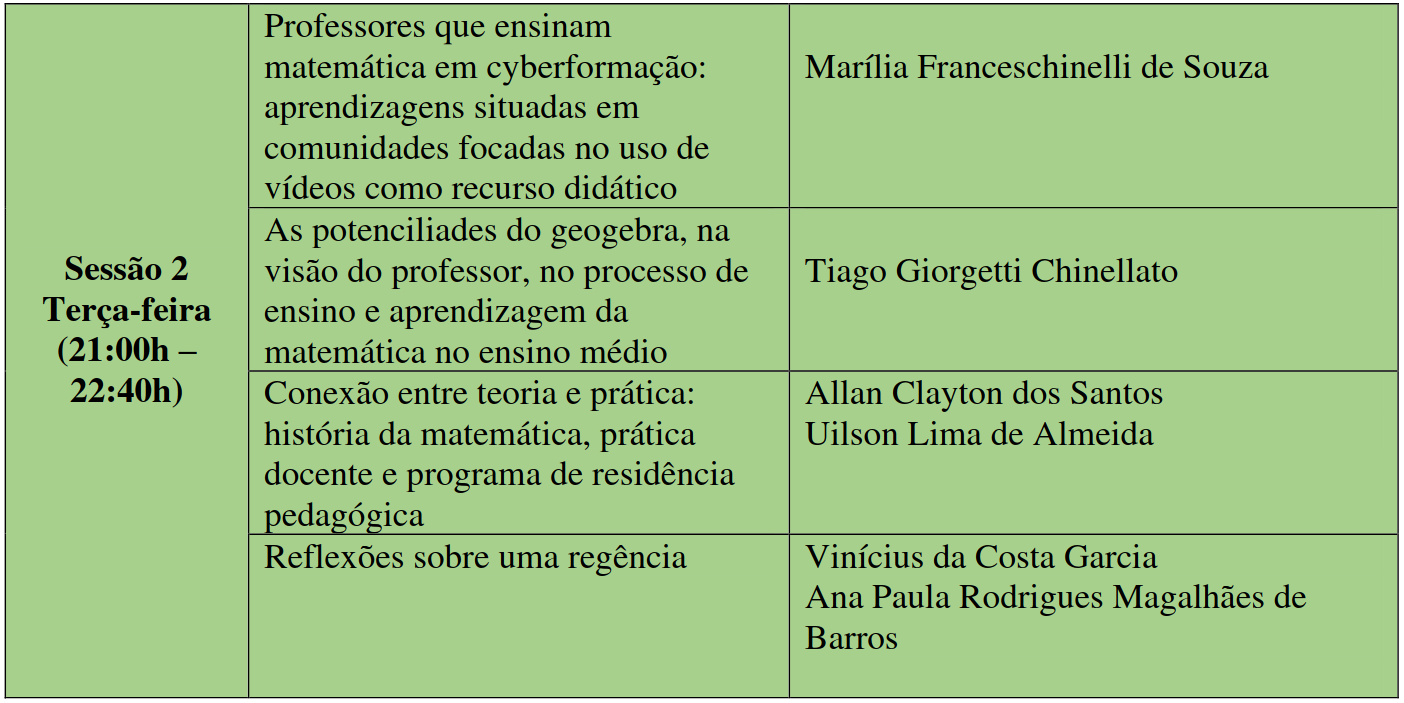 Professores que ensinam
matemática em cyberformação:
aprendizagens situadas em
comunidades focadas no uso de
vídeos como recurso didático
Marília Franceschinelli de Souza
Sessão 2
Terça-feira
(21:00h –
22:40h)
As potenciliades do geogebra, na
visão do professor, no processo de
ensino e aprendizagem da
matemática no ensino médio
Tiago Giorgetti Chinellato
Conexão entre teoria e prática:
história da matemática, prática
docente e programa de residência
pedagógica
Allan Clayton dos Santos
Uilson Lima de Almeida
Reflexões sobre uma regência
Vinícius da Costa Garcia
Ana Paula Rodrigues Magalhães de
Barros